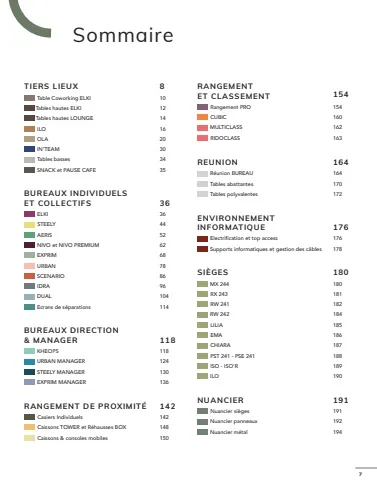 Sommaire
TIERS LIEUX 8
Table Coworking ELKI 10
Tables hautes ELKI 12
Tables hautes LOUNGE 14
ILO 16
OLA 20
IN'TEAM 30
Tables basses 34
SNACK et PAUSE CAFE 35
BUREAUX INDIVIDUELS
ET COLLECTIFS 36
ELKI 36
STEELY 44
AERIS 52
NIVO et NIVO PREMIUM 62
EXPRIM 68
URBAN 78
SCENARIO 86
IDRA 96
DUAL 104
Ecrans de séparations 114
BUREAUX DIRECTION
& MANAGER 118
KHEOPS 118
URBAN MANAGER 124
STEELY MANAGER 130
EXPRIM MANAGER 136
RANGEMENT DE PROXIMITÉ 142
Casiers individuels 142
Caissons TOWER et Réhausses BOX 148
Caissons & consoles mobiles 150
RANGEMENT
ET CLASSEMENT 154
Rangement PRO 154
CUBIC 160
MULTICLASS 162
RIDOCLASS 163
REUNION 164
Réunion BUREAU 164
Tables abattantes 170
Tables polyvalentes 172
ENVIRONNEMENT
INFORMATIQUE 176
Electrification et top access 176
Supports informatiques et gestion des câbles 178
SIÈGES 180
MX 244 180
RX 243 181
RW 241 182
RW 242 184
LILIA 185
EMA 186
CHIARA 187
PST 241 - PSE 241 188
ISO - ISO'R 189
ILO 190
NUANCIER 191
Nuancier sièges 191
Nuancier panneaux 192
Nuancier métal 194
7